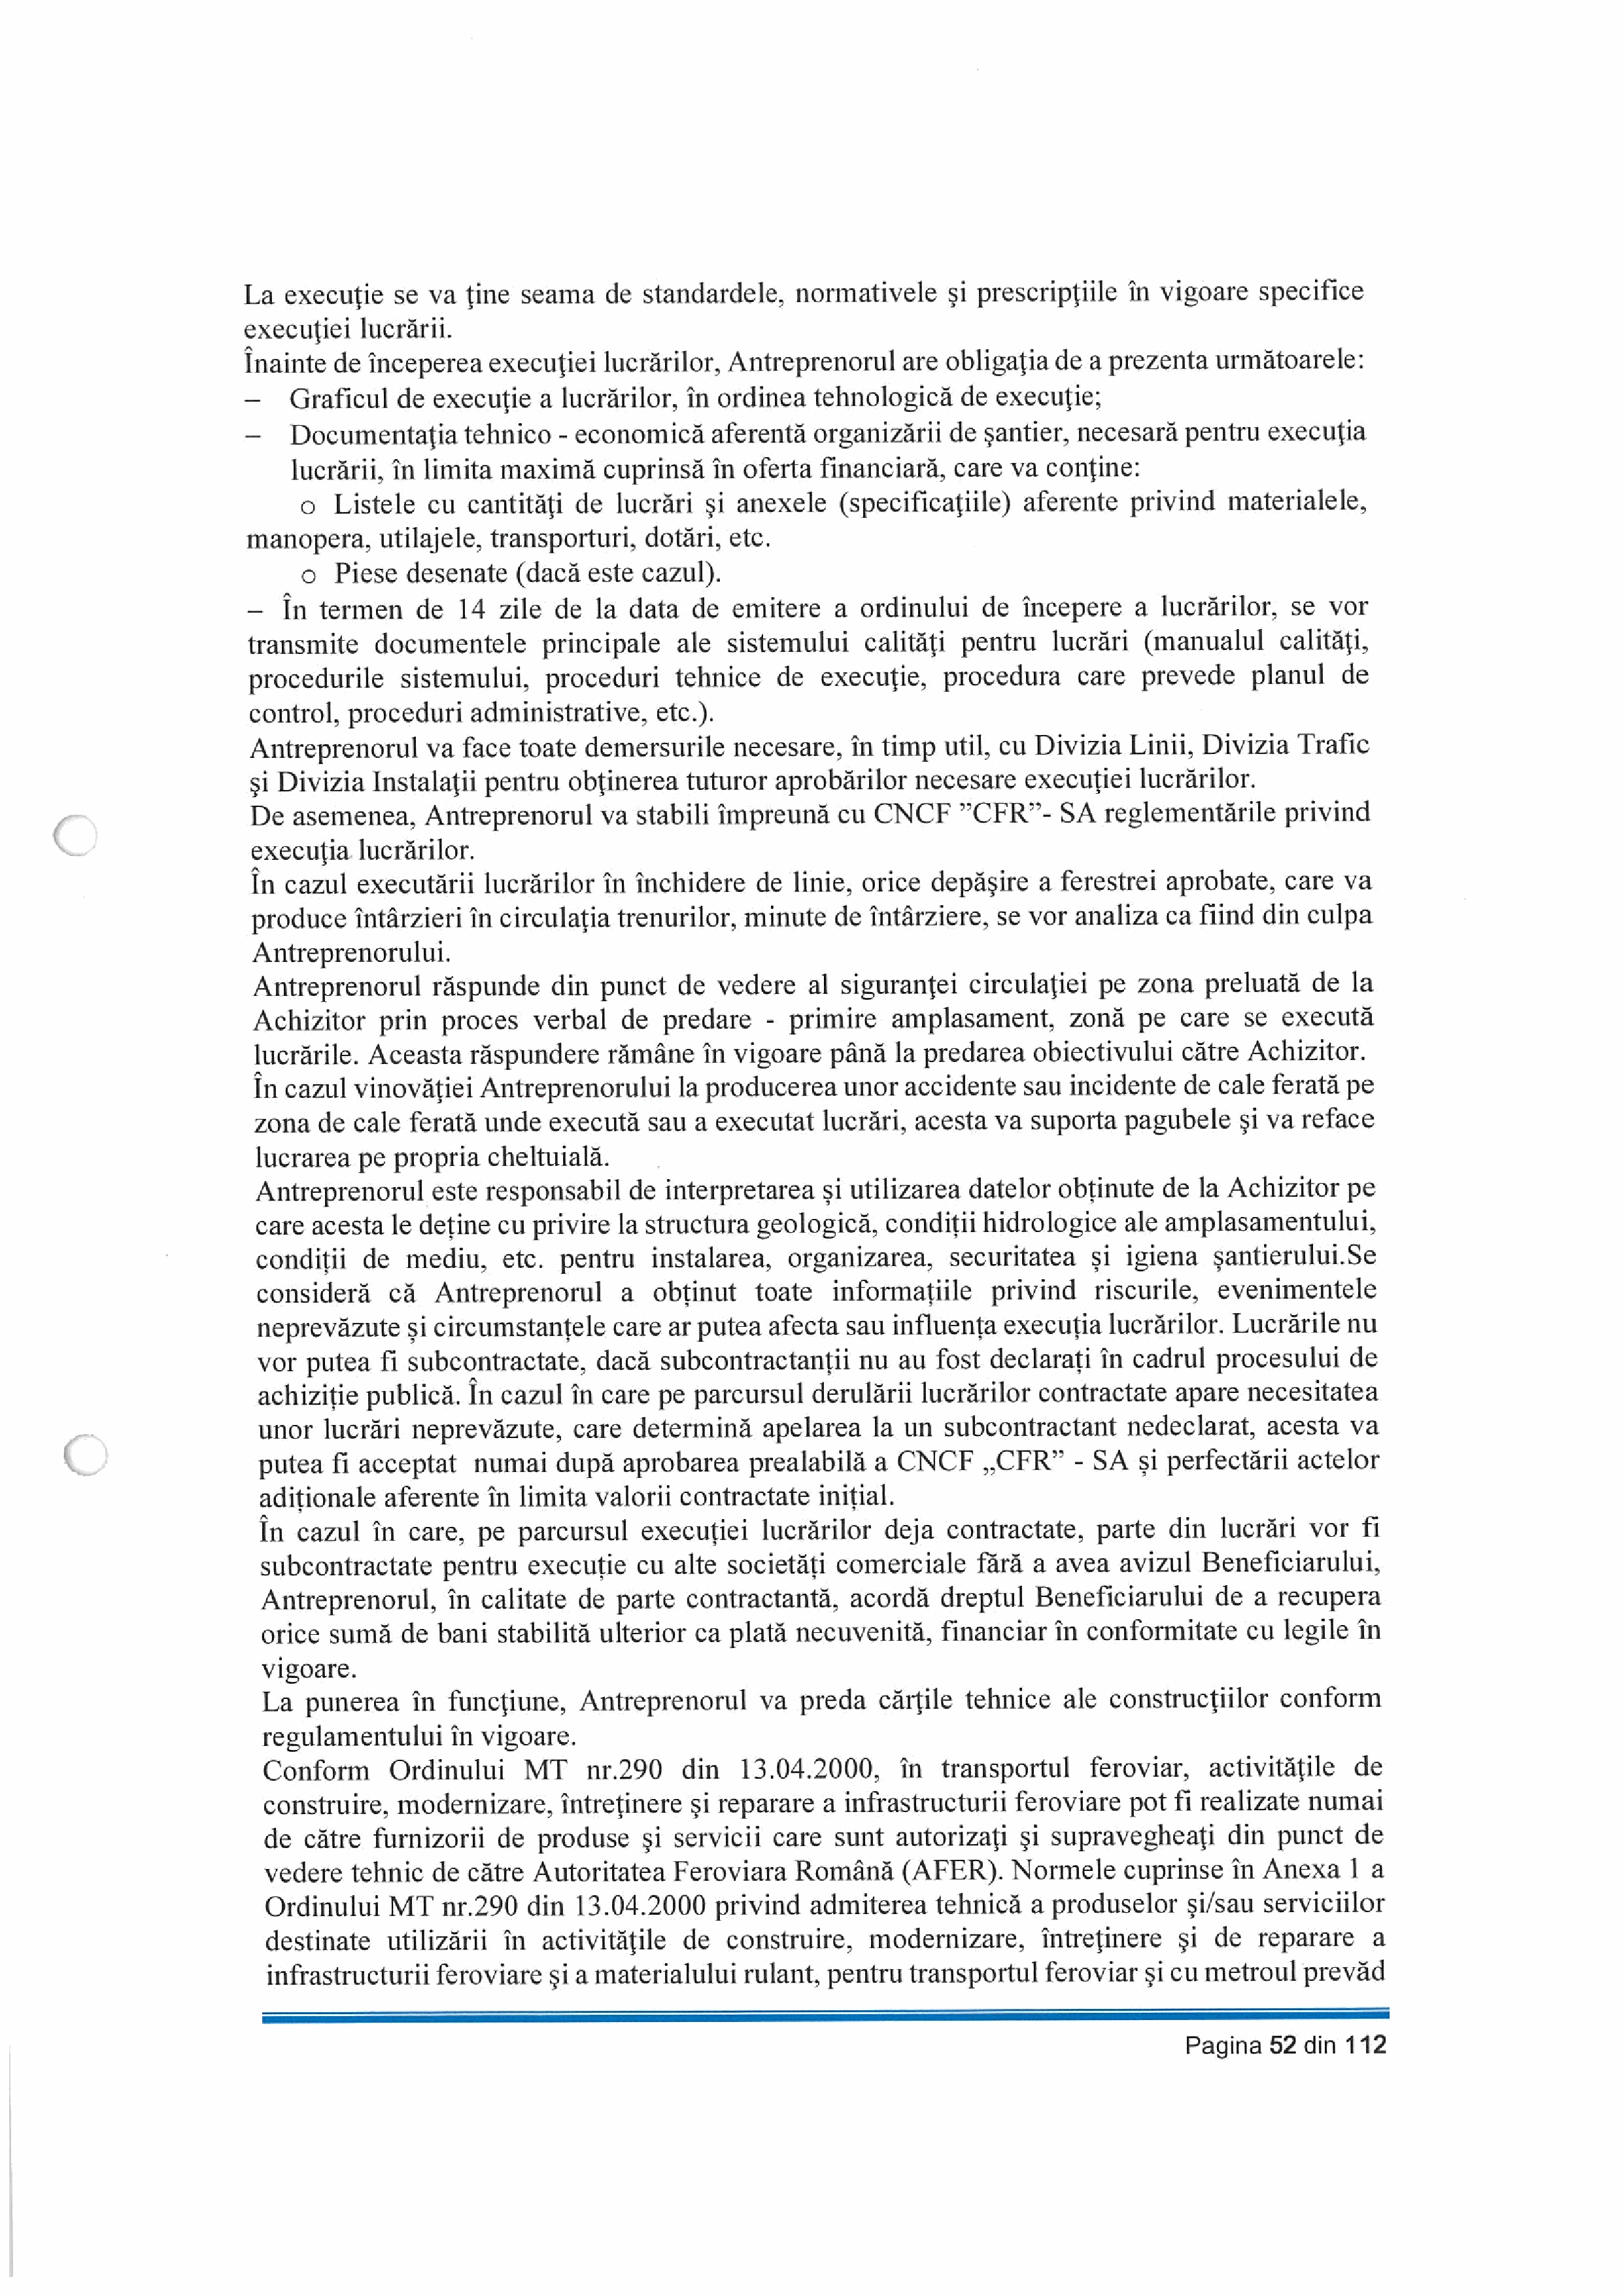 La execuţie se va ţine seama de standardele, normativele şi prescripţiile în vigoare specifice
execuţiei lucrării.
Înainte de începerea execuţiei lucrărilor, Antreprenorul are obligaţia de a prezenta următoarele:
– Graficul de execuţie a lucrărilor, în ordinea tehnologică de execuţie;
– Documentaţia tehnico - economică aferentă organizării de şantier, necesară pentru execuţia
lucrării, în limita maximă cuprinsă în oferta financiară, care va conţine:
o Listele cu cantităţi de lucrări şi anexele (specificaţiile) aferente privind materialele,
manopera, utilajele, transporturi, dotări, etc.
o Piese desenate (dacă este cazul).
– În termen de 14 zile de la data de emitere a ordinului de începere a lucrărilor, se vor
transmite documentele principale ale sistemului calităţi pentru lucrări (manualul calităţi,
procedurile sistemului, proceduri tehnice de execuţie, procedura care prevede planul de
control, proceduri administrative, etc.).
Antreprenorul va face toate demersurile necesare, în timp util, cu Divizia Linii, Divizia Trafic
şi Divizia Instalaţii pentru obţinerea tuturor aprobărilor necesare execuţiei lucrărilor.
De asemenea, Antreprenorul va stabili împreună cu CNCF ”CFR”- SA reglementările privind
execuţia lucrărilor.
În cazul executării lucrărilor în închidere de linie, orice depăşire a ferestrei aprobate, care va
produce întârzieri în circulaţia trenurilor, minute de întârziere, se vor analiza ca fiind din culpa
Antreprenorului.
Antreprenorul răspunde din punct de vedere al siguranţei circulaţiei pe zona preluată de la
Achizitor prin proces verbal de predare - primire amplasament, zonă pe care se execută
lucrările. Aceasta răspundere rămâne în vigoare până la predarea obiectivului către Achizitor.
În cazul vinovăţiei Antreprenorului la producerea unor accidente sau incidente de cale ferată pe
zona de cale ferată unde execută sau a executat lucrări, acesta va suporta pagubele şi va reface
lucrarea pe propria cheltuială.
Antreprenorul este responsabil de interpretarea și utilizarea datelor obținute de la Achizitor pe
care acesta le deține cu privire la structura geologică, condiții hidrologice ale amplasamentului,
condiții de mediu, etc. pentru instalarea, organizarea, securitatea și igiena șantierului.Se
consideră că Antreprenorul a obținut toate informațiile privind riscurile, evenimentele
neprevăzute și circumstanțele care ar putea afecta sau influența execuția lucrărilor. Lucrările nu
vor putea fi subcontractate, dacă subcontractanții nu au fost declarați în cadrul procesului de
achiziție publică. În cazul în care pe parcursul derulării lucrărilor contractate apare necesitatea
unor lucrări neprevăzute, care determină apelarea la un subcontractant nedeclarat, acesta va
putea fi acceptat numai după aprobarea prealabilă a CNCF „CFR” - SA și perfectării actelor
adiționale aferente în limita valorii contractate inițial.
În cazul în care, pe parcursul execuției lucrărilor deja contractate, parte din lucrări vor fi
subcontractate pentru execuție cu alte societăți comerciale fără a avea avizul Beneficiarului,
Antreprenorul, în calitate de parte contractantă, acordă dreptul Beneficiarului de a recupera
orice sumă de bani stabilită ulterior ca plată necuvenită, financiar în conformitate cu legile în
vigoare.
La punerea în funcţiune, Antreprenorul va preda cărţile tehnice ale construcţiilor conform
regulamentului în vigoare.
Conform Ordinului MT nr.290 din 13.04.2000, în transportul feroviar, activităţile de
construire, modernizare, întreţinere şi reparare a infrastructurii feroviare pot fi realizate numai
de către furnizorii de produse şi servicii care sunt autorizaţi şi supravegheaţi din punct de
vedere tehnic de către Autoritatea Feroviara Română (AFER). Normele cuprinse în Anexa 1 a
Ordinului MT nr.290 din 13.04.2000 privind admiterea tehnică a produselor şi/sau serviciilor
destinate utilizării în activităţile de construire, modernizare, întreţinere şi de reparare a
infrastructurii feroviare şi a materialului rulant, pentru transportul feroviar şi cu metroul prevăd
Pagina 52 din 112